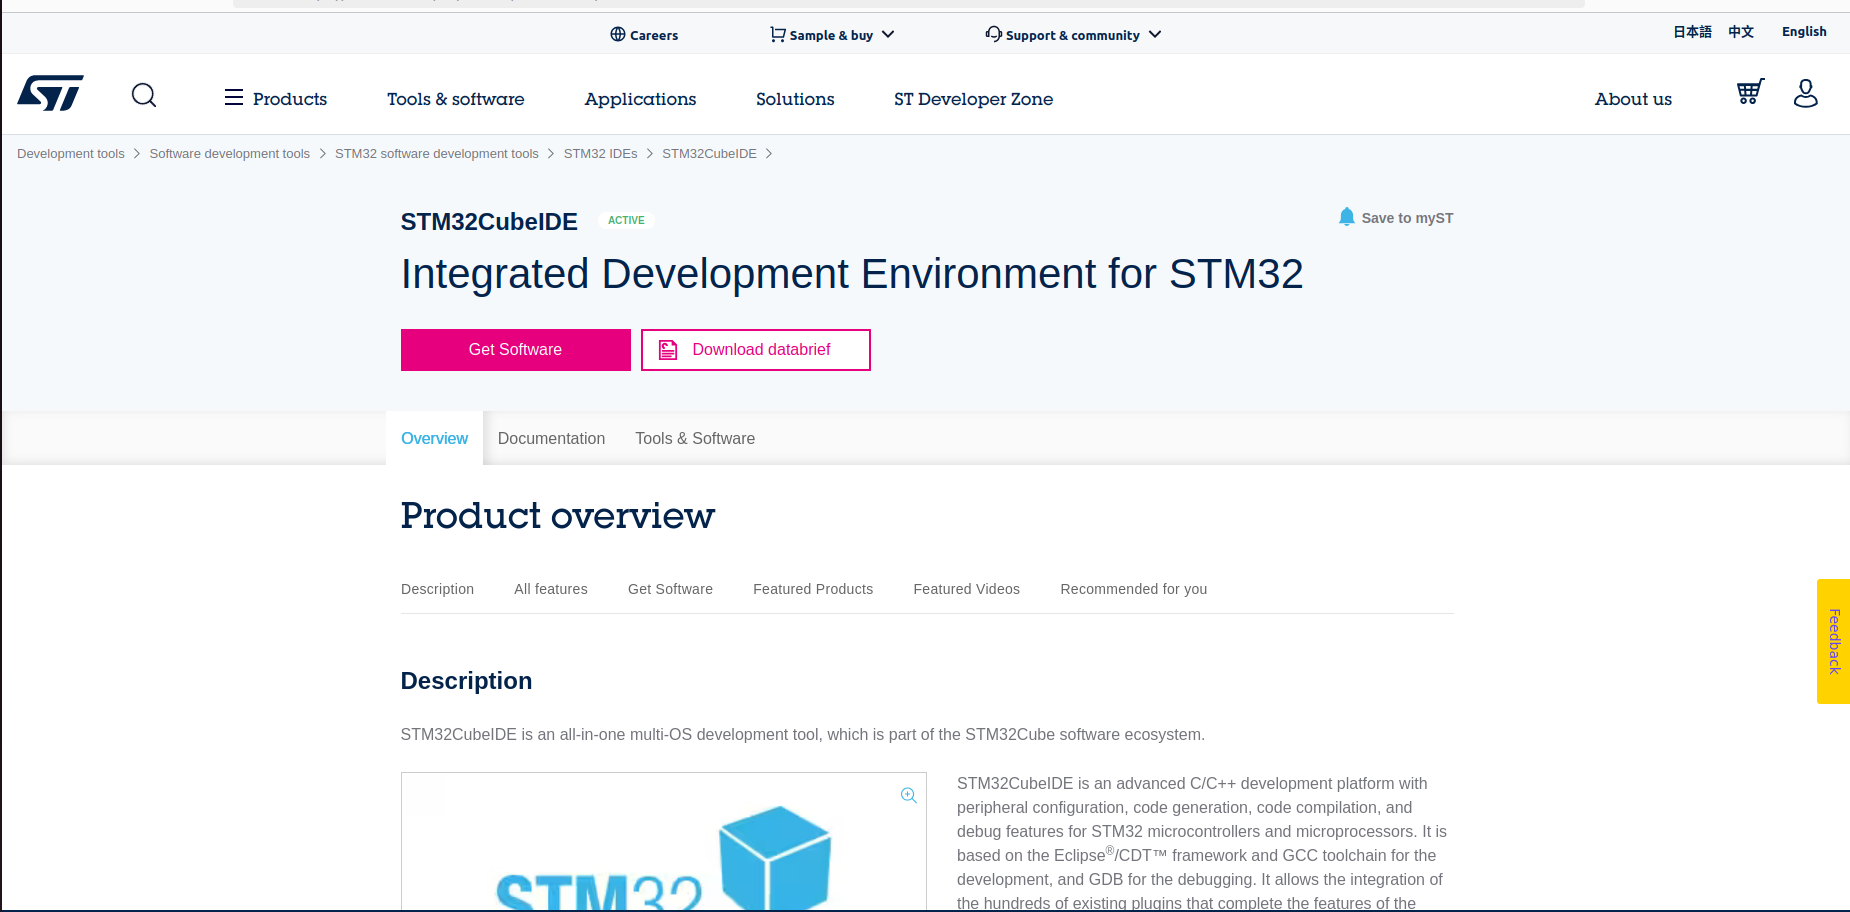 Careers
Sample & buy
Support & community
日本語 中文 English
ST
Products
Tools & software
Applications
Solutions
ST Developer Zone
About us
Development tools > Software development tools > STM32 software development tools > STM32 IDEs > STM32CubeIDE >
STM32CubeIDE ACTIVE
Save to myST
Integrated Development Environment for STM32
Get Software
Download databrief
Overview
Documentation
Tools & Software
Product overview
Description
All features
Get Software
Featured Products
Featured Videos
Recommended for you
Feedback
Description
STM32CubeIDE is an all-in-one multi-OS development tool, which is part of the STM32Cube software ecosystem.
STM32
STM32CubeIDE is an advanced C/C++ development platform with
peripheral configuration, code generation, code compilation, and
debug features for STM32 microcontrollers and microprocessors. It is
based on the Eclipse®/CDT™ framework and GCC toolchain for the
development, and GDB for the debugging. It allows the integration of
the hundreds of existing plugins that complete the features of the